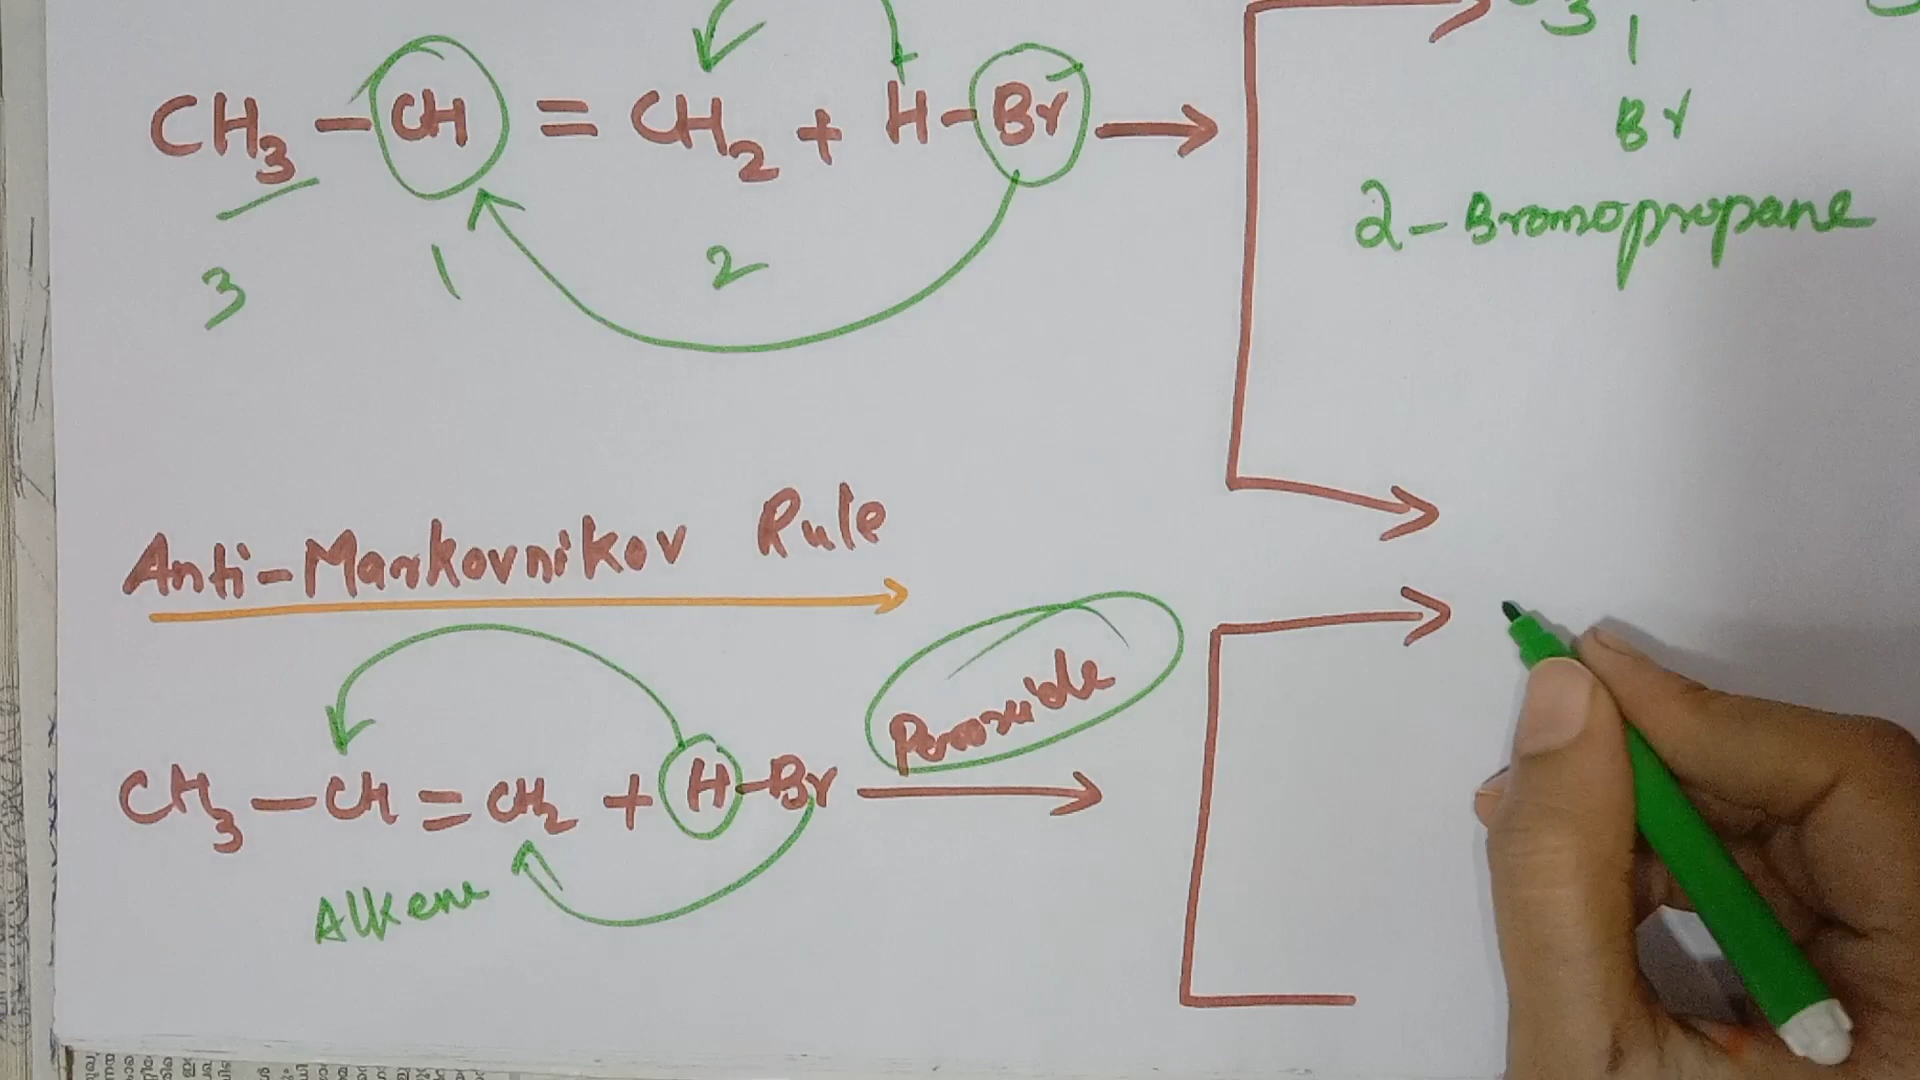 CH3 - CH = CH2 + H - Br →
3
Br
2 - Bromopropane
3 1 2
Anti-Markovnikov Rule
Peroxide
CH3 - CH = CH2 + H - Br →
Alkene